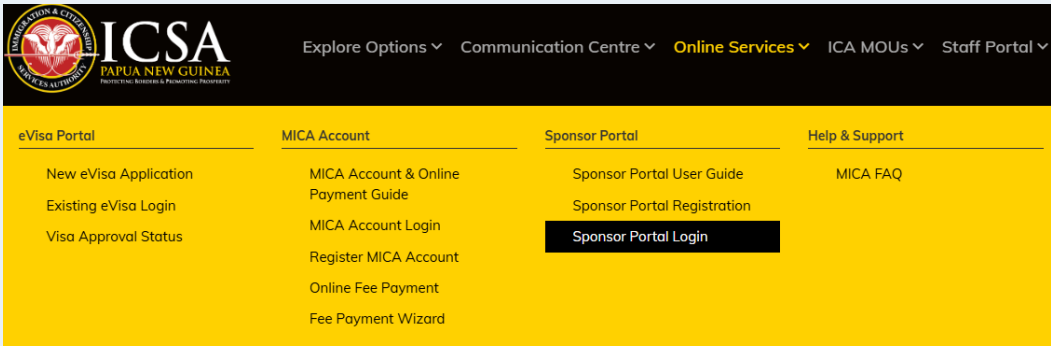 IMMIGRATION & CITIZENSHIP
SERVICES AUTHORITY
ICSA
PAPUA NEW GUINEA
PROTECTING BORDERS & PROMOTING PROSPERITY
Explore Options
Communication Centre
Online Services
ICA MOUs
Staff Portal
eVisa Portal
New eVisa Application
Existing eVisa Login
Visa Approval Status
MICA Account
MICA Account & Online
Payment Guide
MICA Account Login
Register MICA Account
Online Fee Payment
Fee Payment Wizard
Sponsor Portal
Sponsor Portal User Guide
Sponsor Portal Registration
Sponsor Portal Login
Help & Support
MICA FAQ